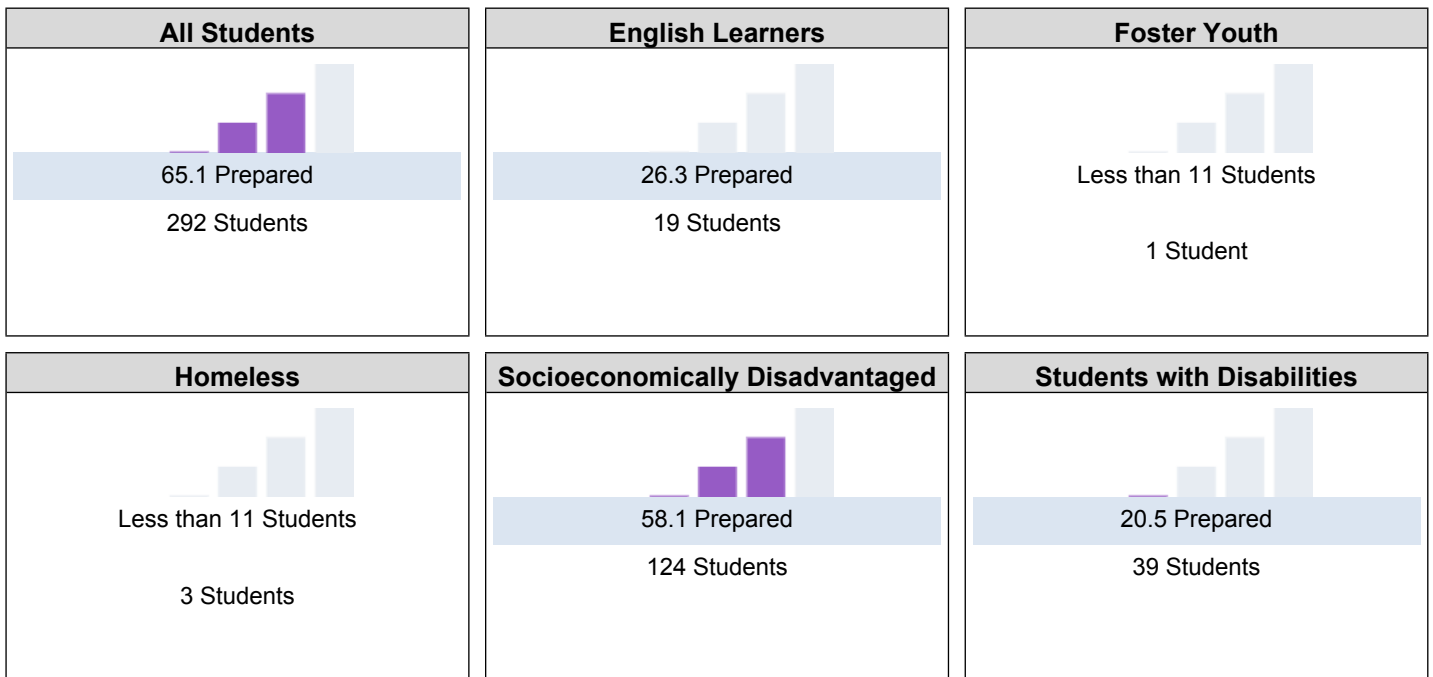 All Students
65.1 Prepared
292 Students
English Learners
26.3 Prepared
19 Students
Foster Youth
Less than 11 Students
1 Student
Homeless
Less than 11 Students
3 Students
Socioeconomically Disadvantaged
58.1 Prepared
124 Students
Students with Disabilities
20.5 Prepared
39 Students